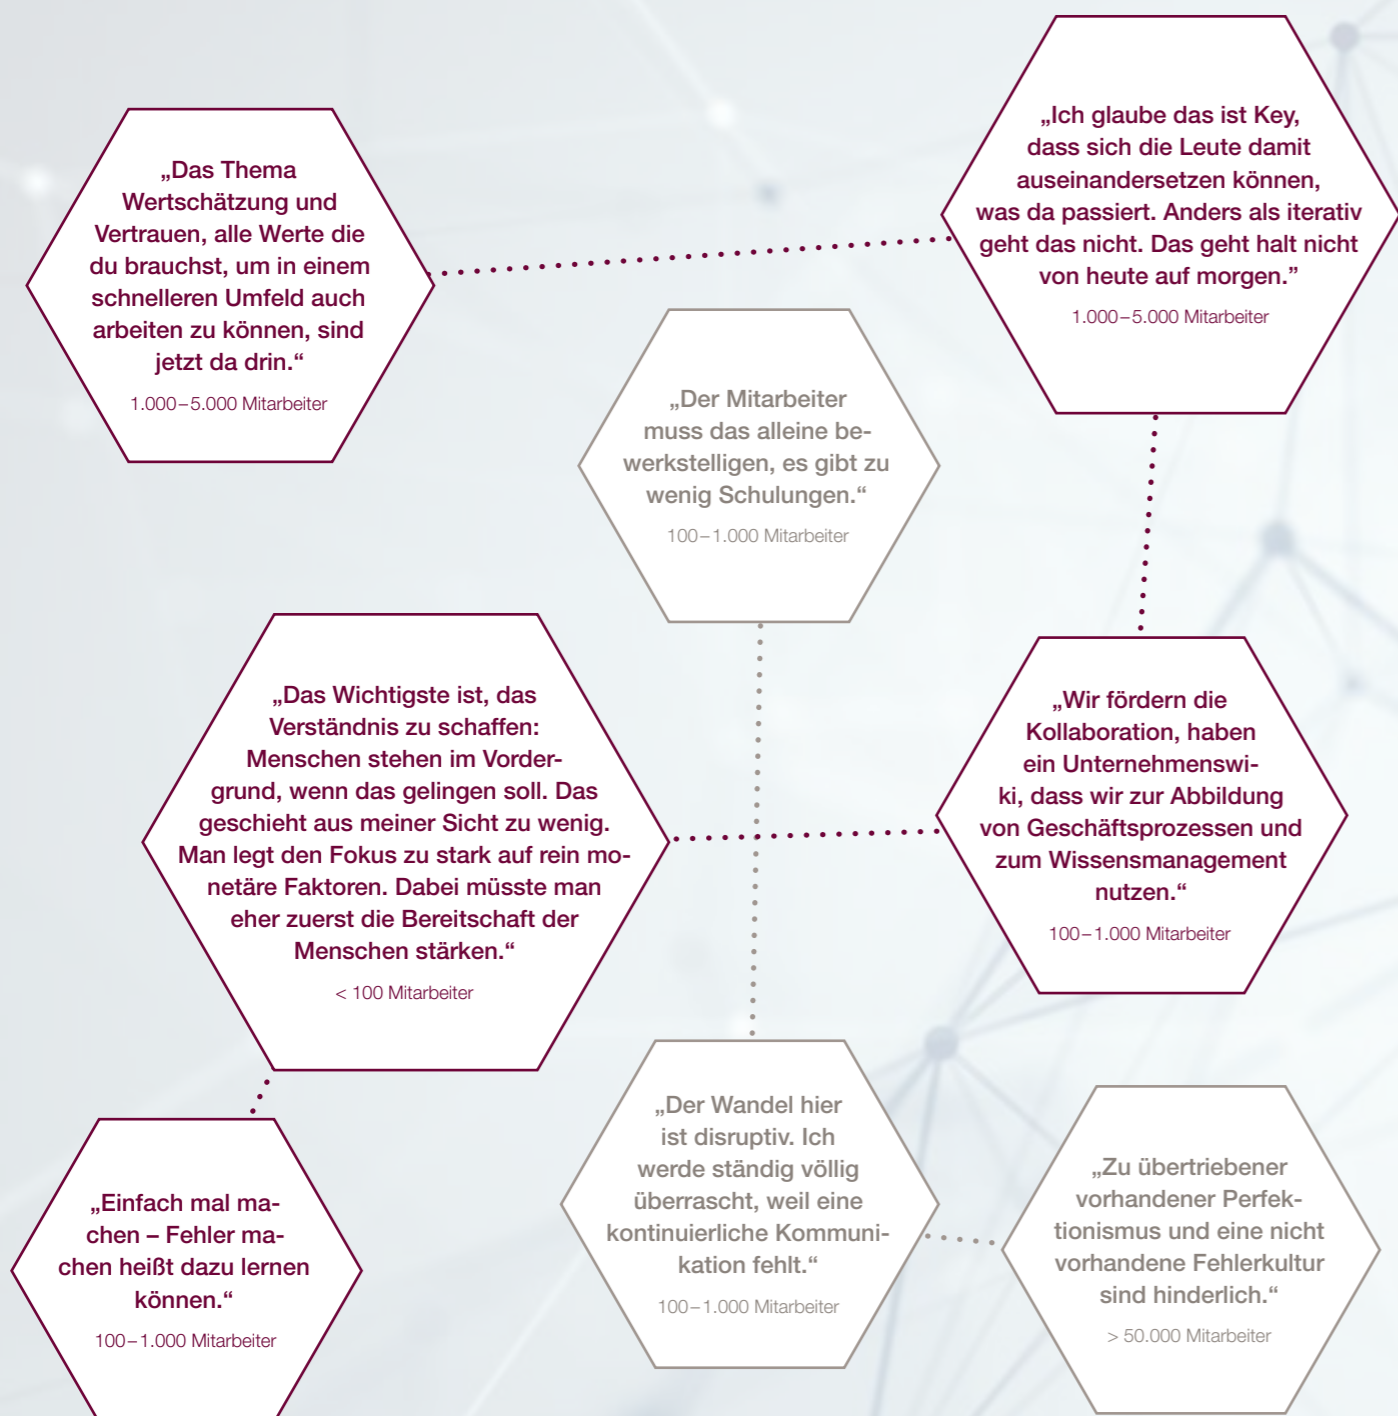 „Das Thema
Wertschätzung und
Vertrauen, alle Werte die
du brauchst, um in einem
schnelleren Umfeld auch
arbeiten zu können, sind
jetzt da drin.“
1.000–5.000 Mitarbeiter
„Ich glaube das ist Key,
dass sich die Leute damit
auseinandersetzen können,
was da passiert. Anders als iterativ
geht das nicht. Das geht halt nicht
von heute auf morgen.”
1.000–5.000 Mitarbeiter
„Der Mitarbeiter
muss das alleine be-
werkstelligen, es gibt zu
wenig Schulungen.“
100–1.000 Mitarbeiter
„Das Wichtigste ist, das
Verständnis zu schaffen:
Menschen stehen im Vorder-
grund, wenn das gelingen soll. Das
geschieht aus meiner Sicht zu wenig.
Man legt den Fokus zu stark auf rein mo-
netäre Faktoren. Dabei müsste man
eher zuerst die Bereitschaft der
Menschen stärken.“
< 100 Mitarbeiter
„Wir fördern die
Kollaboration, haben
ein Unternehmenswi-
ki, dass wir zur Abbildung
von Geschäftsprozessen und
zum Wissensmanagement
nutzen.“
100–1.000 Mitarbeiter
„Einfach mal ma-
chen – Fehler ma-
chen heißt dazu lernen
können.“
100–1.000 Mitarbeiter
„Der Wandel hier
ist disruptiv. Ich
werde ständig völlig
überrascht, weil eine
kontinuierliche Kommuni-
kation fehlt.“
100–1.000 Mitarbeiter
„Zu übertriebener
vorhandener Perfek-
tionismus und eine nicht
vorhandene Fehlerkultur
sind hinderlich.“
> 50.000 Mitarbeiter